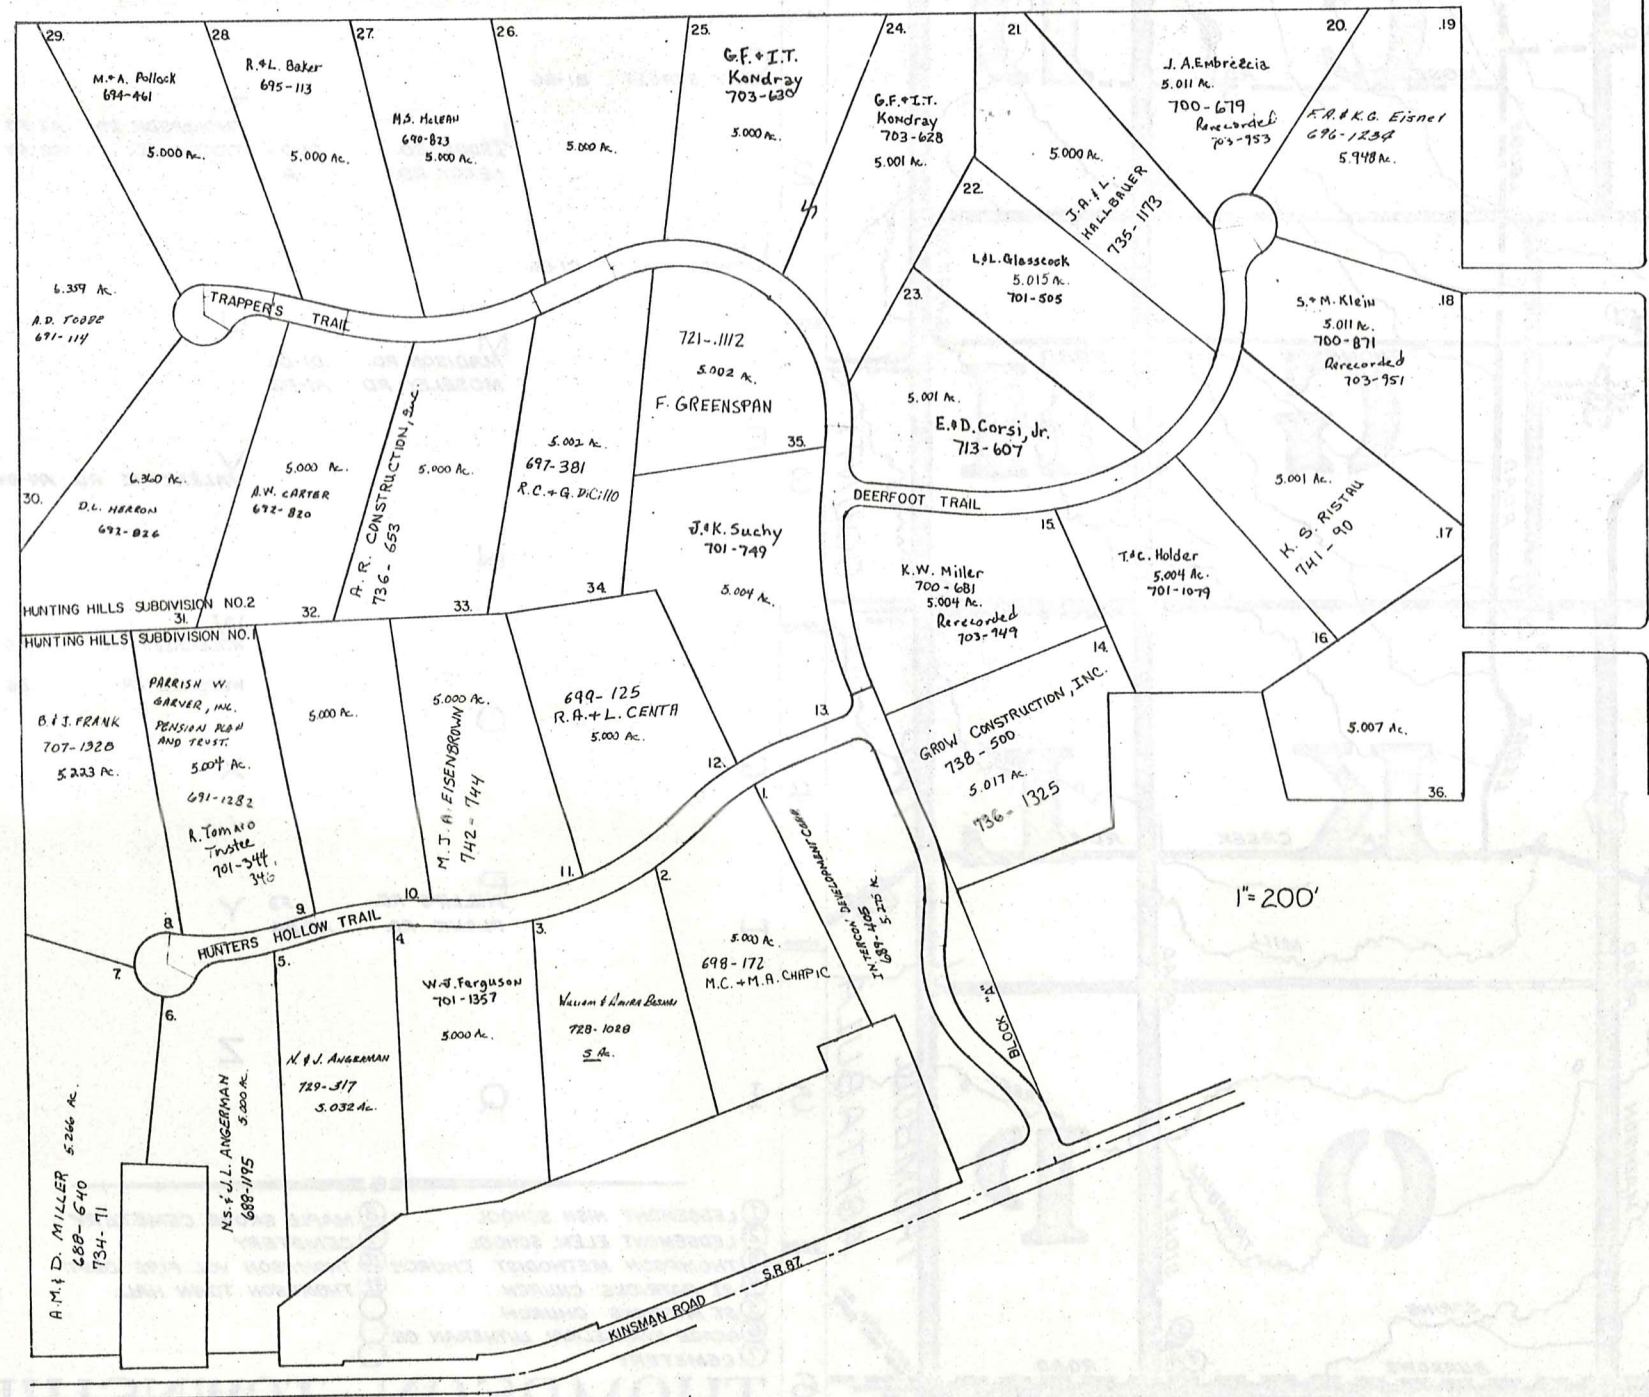 29.
28.
27.
26.
25.
24.
21.
20.
.19
M. & A. Pollock
694-461
5.000 Ac.
R. & L. Baker
695-113
5.000 Ac.
M.S. McLEAN
690-823
5.000 Ac.
5.000 Ac.
G.F. & I.T.
Kondray
703-630
5.000 Ac.
G.F. & I.T.
Kondray
703-628
5.001 Ac.
5.000 Ac.
J.A. & L.
HALLBAUER
735-1173
5.011 Ac.
700-679
Rerecorded
703-953
F.A. & K.G. Eisnel
696-1234
5.948 Ac.
22.
L. & L. Glasscock
5.015 Ac.
701-505
23.
S. & M. Klein
5.011 Ac.
700-871
Rerecorded
703-951
.18
6.359 Ac.
691-114
TRAPPER'S TRAIL
721-1112
5.002 Ac.
F. GREENSPAN
35.
5.001 Ac.
E. & D. Corsi, Jr.
713-607
DEERFOOT TRAIL
5.001 Ac.
K. S. RISTAU
741-90
.17
30.
6.360 Ac.
D.L. HERRON
692-826
5.000 Ac.
A.W. CARTER
692-820
A. R. CONSTRUCTION, Inc.
736-653
5.000 Ac.
5.002 Ac.
697-381
R.C. & G. DiCillo
J. & K. Suchy
701-749
5.004 Ac.
15.
K.W. Miller
700-681
5.004 Ac.
Rerecorded
703-949
T. & C. Holder
5.004 Ac.
701-1079
16.
HUNTING HILLS SUBDIVISION NO.2
31.
32.
33.
34.
HUNTING HILLS SUBDIVISION NO.1
14.
B. & J. FRANK
707-1328
5.223 Ac.
PARRISH W.
GARVER, INC.
PENSION PLAN
AND TRUST.
5.004 Ac.
691-1282
R. Tomaro
Trustee
701-344,
346
5.000 Ac.
5.000 Ac.
M. J. A. EISENBROWN
742-744
699-125
R.A. + L. CENTA
5.000 Ac.
13.
12.
GROW CONSTRUCTION, INC.
738-500
5.017 Ac.
736-1325
5.007 Ac.
36.
1.
11.
10.
9.
8.
HUNTERS HOLLOW TRAIL
7.
6.
5.
4.
3.
2.
1"=200'
INTERCON. DEVELOPMENT CORP
689-405
5.275 Ac.
5.000 Ac.
698-172
M.C. + M.A. CHAPIC
W.J. Ferguson
701-1357
5.000 Ac.
728-1028
5 Ac.
N. & J. ANGERMAN
729-317
5.032 Ac.
N.S. & J.L. ANGERMAN
688-1195 5.000 Ac.
A.M. & D. MILLER 5.266 Ac.
688-640
734-71
BLOCK "A"
KINSMAN ROAD S.R. 87.